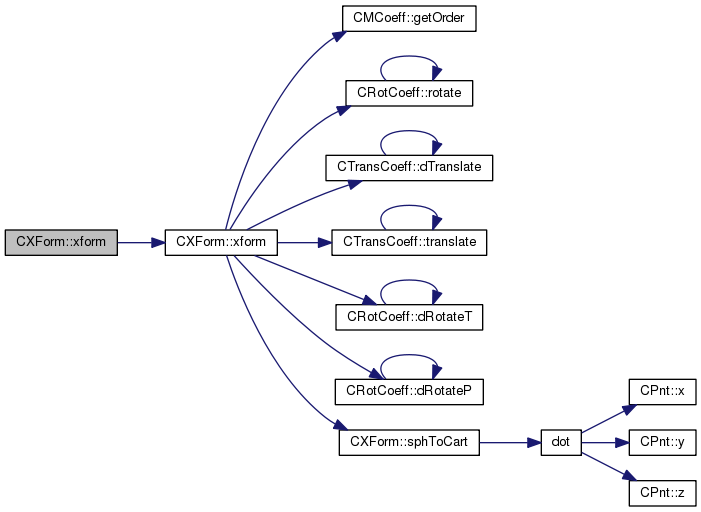 CMCoeff::getOrder
CRotCoeff::rotate
CTransCoeff::dTranslate
CXForm::xform
CXForm::xform
CTransCoeff::translate
CRotCoeff::dRotateT
CRotCoeff::dRotateP
CXForm::sphToCart
dot
CPnt::x
CPnt::y
CPnt::z